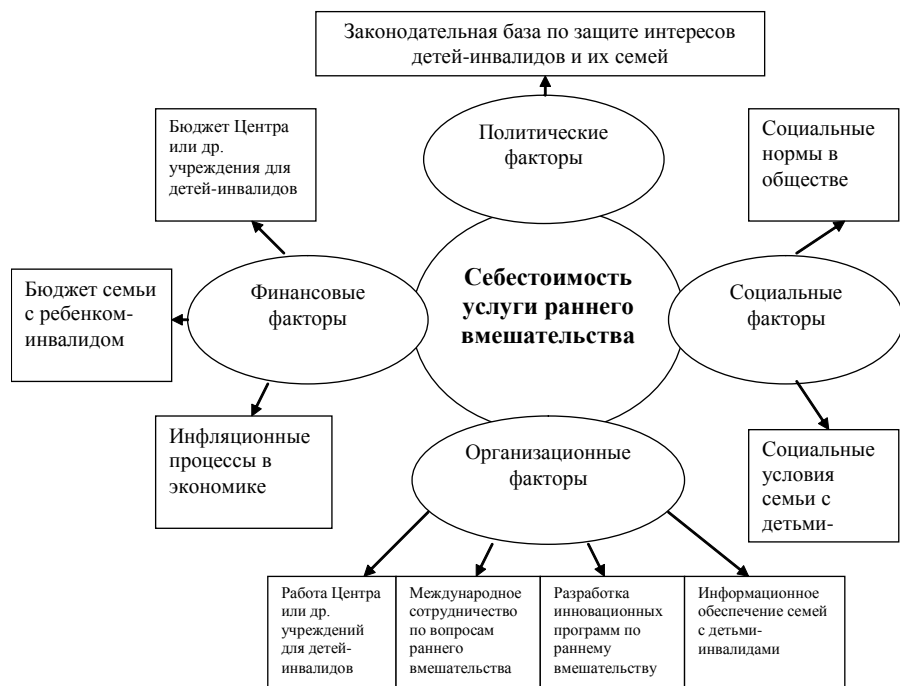 Законодательная база по защите интересов
детей-инвалидов и их семей
Политические
факторы
Бюджет Центра
или др.
учреждения для
детей-инвалидов
Социальные
нормы в
обществе
Себестоимость
услуги раннего
вмешательства
Бюджет семьи
с ребенком-
инвалидом
Финансовые
факторы
Социальные
факторы
Инфляционные
процессы в
экономике
Организационные
факторы
Социальные
условия
семьи с
детьми-
Работа Центра
или др.
учреждений
для детей-
инвалидов
Международное
сотрудничество
по вопросам
раннего
вмешательства
Разработка
инновационных
программ по
раннему
вмешательству
Информационное
обеспечение семей
с детьми-
инвалидами